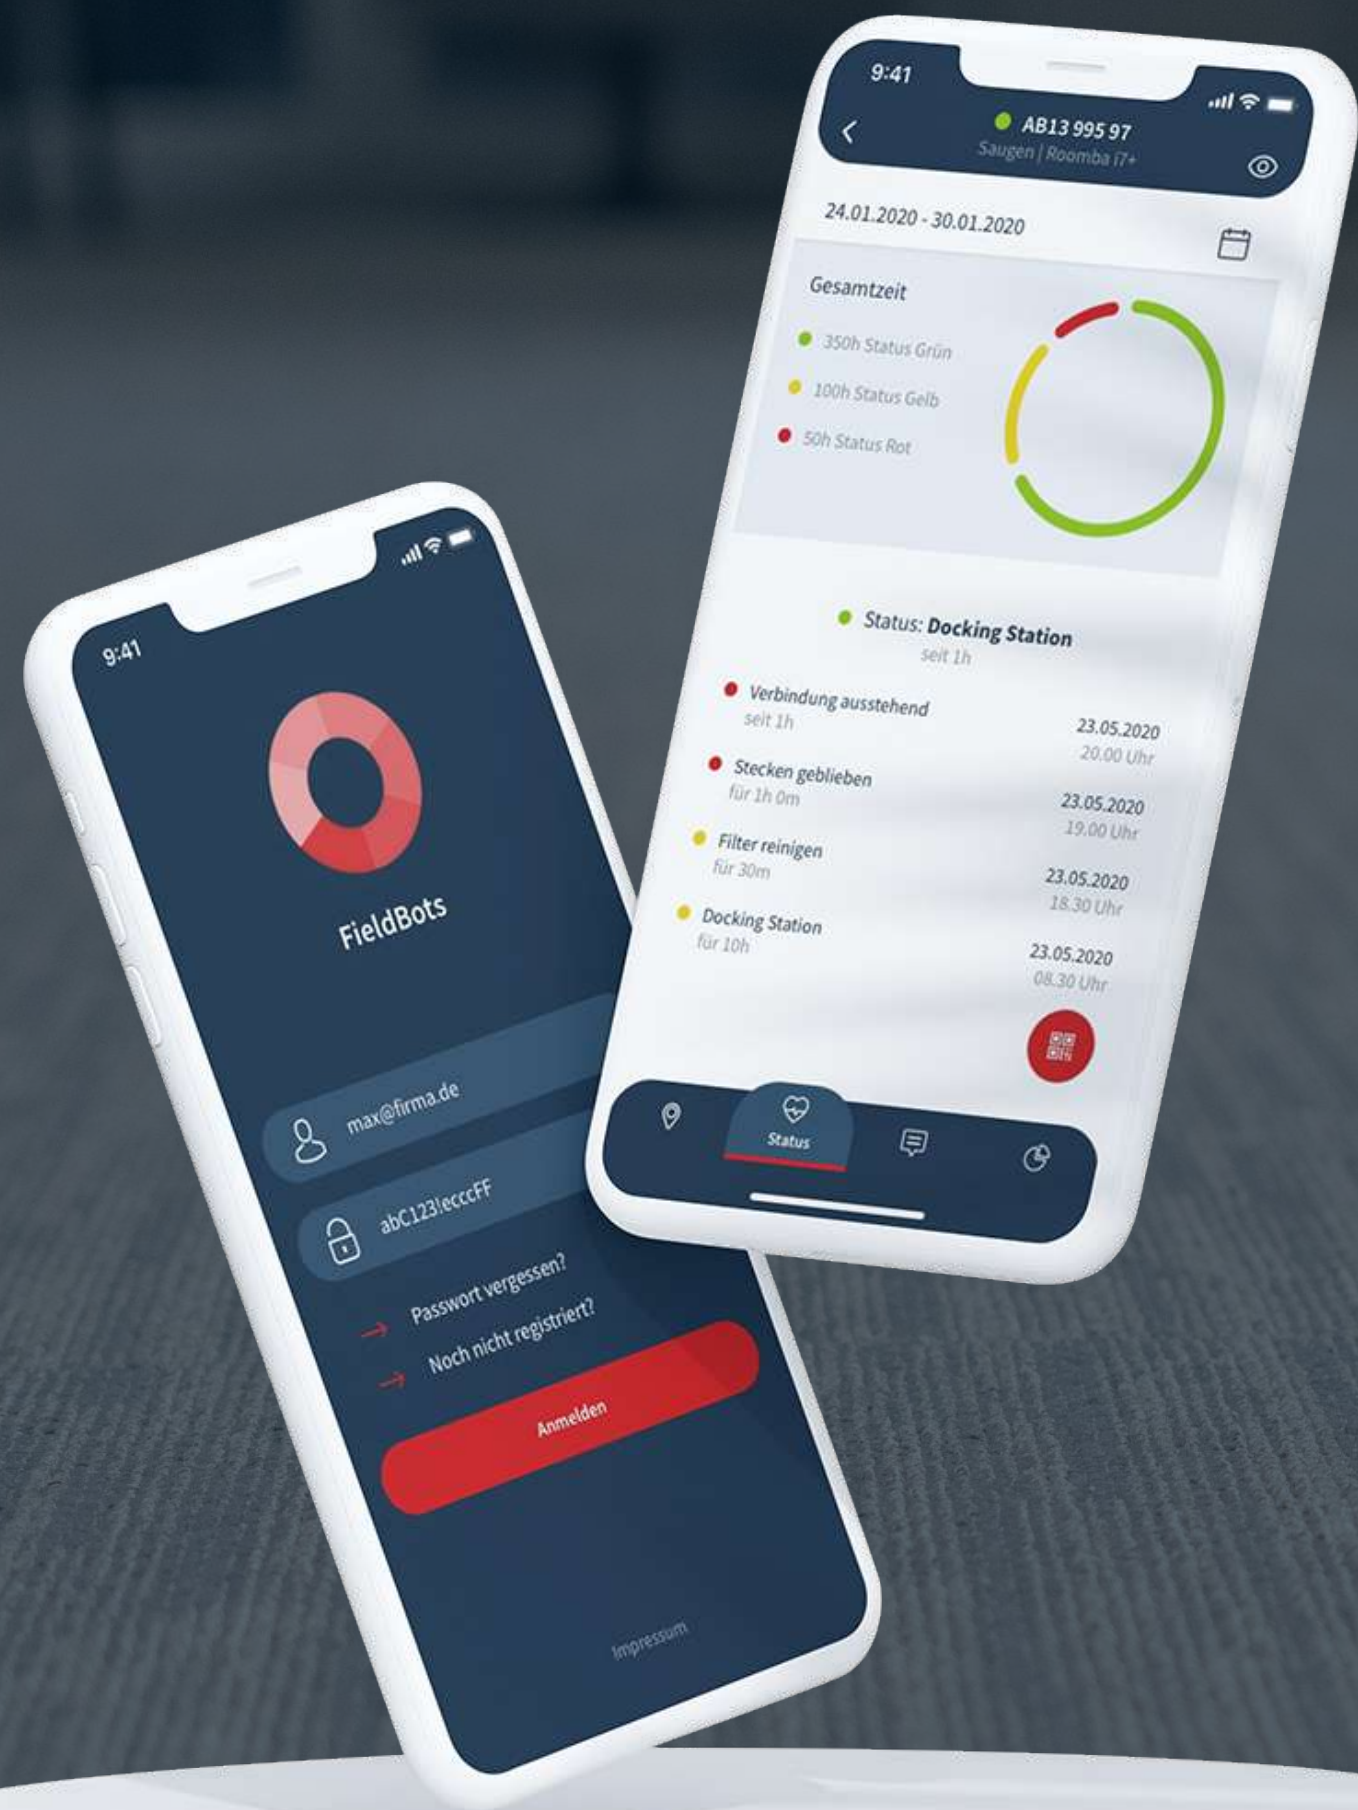 9:41
AB13 995 97
Saugen | Roomba i7+
24.01.2020 - 30.01.2020
Gesamtzeit
350h Status Grün
100h Status Gelb
50h Status Rot
Status: Docking Station
seit 1h
Verbindung ausstehend
seit 1h
23.05.2020
20.00 Uhr
Stecken geblieben
für 1h 0m
23.05.2020
19.00 Uhr
Filter reinigen
für 30m
23.05.2020
18.30 Uhr
Docking Station
für 10h
23.05.2020
08.30 Uhr
Status
9:41
FieldBots
max@firma.de
abC123!ecccFF
Passwort vergessen?
Noch nicht registriert?
Anmelden
Impressum